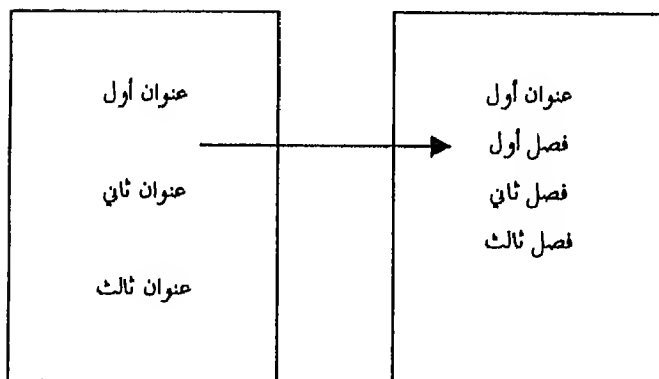 عنوان أول
عنوان ثاني
عنوان ثالث
عنوان أول
فصل أول
فصل ثاني
فصل ثالث